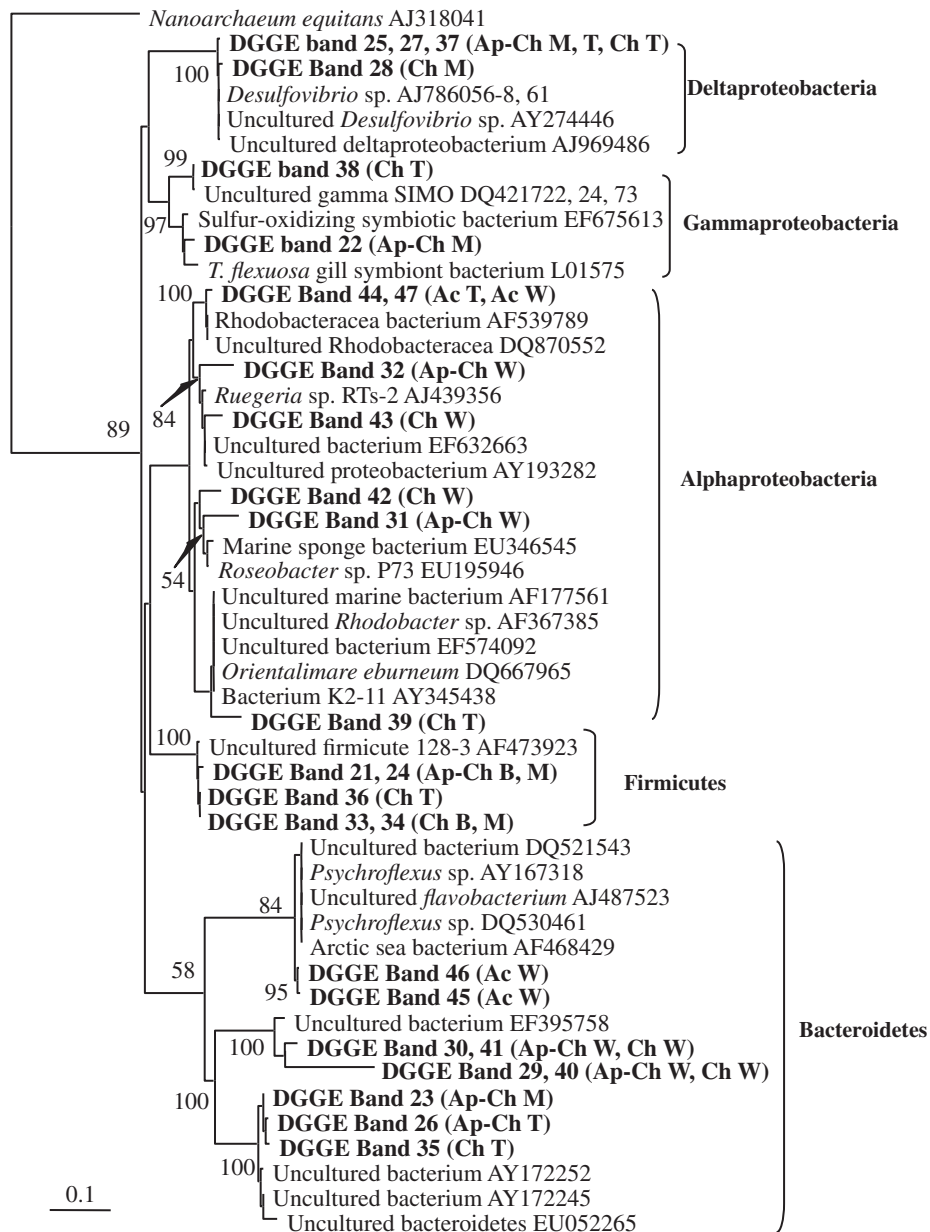 Nanoarchaeum equitans AJ318041
DGGE band 25, 27, 37 (Ap-Ch M, T, Ch T)
100
DGGE Band 28 (Ch M)
Desulfovibrio sp. AJ786056-8, 61
Deltaproteobacteria
Uncultured Desulfovibrio sp. AY274446
Uncultured deltaproteobacterium AJ969486
99
DGGE band 38 (Ch T)
Uncultured gamma SIMO DQ421722, 24, 73
97
Sulfur-oxidizing symbiotic bacterium EF675613
Gammaproteobacteria
DGGE band 22 (Ap-Ch M)
T. flexuosa gill symbiont bacterium L01575
100
DGGE Band 44, 47 (Ac T, Ac W)
Rhodobacteracea bacterium AF539789
Uncultured Rhodobacteracea DQ870552
DGGE Band 32 (Ap-Ch W)
Ruegeria sp. RTs-2 AJ439356
84
89
DGGE Band 43 (Ch W)
Uncultured bacterium EF632663
Uncultured proteobacterium AY193282
Alphaproteobacteria
DGGE Band 42 (Ch W)
DGGE Band 31 (Ap-Ch W)
Marine sponge bacterium EU346545
Roseobacter sp. P73 EU195946
54
Uncultured marine bacterium AF177561
Uncultured Rhodobacter sp. AF367385
Uncultured bacterium EF574092
Orientalimare eburneum DQ667965
Bacterium K2-11 AY345438
DGGE Band 39 (Ch T)
100
Uncultured firmicute 128-3 AF473923
DGGE Band 21, 24 (Ap-Ch B, M)
Firmicutes
DGGE Band 36 (Ch T)
DGGE Band 33, 34 (Ch B, M)
Uncultured bacterium DQ521543
Psychroflexus sp. AY167318
84
Uncultured flavobacterium AJ487523
Psychroflexus sp. DQ530461
Arctic sea bacterium AF468429
58
DGGE Band 46 (Ac W)
95
DGGE Band 45 (Ac W)
Uncultured bacterium EF395758
Bacteroidetes
100
DGGE Band 30, 41 (Ap-Ch W, Ch W)
DGGE Band 29, 40 (Ap-Ch W, Ch W)
100
DGGE Band 23 (Ap-Ch M)
DGGE Band 26 (Ap-Ch T)
DGGE Band 35 (Ch T)
100
Uncultured bacterium AY172252
Uncultured bacterium AY172245
Uncultured bacteroidetes EU052265
0.1